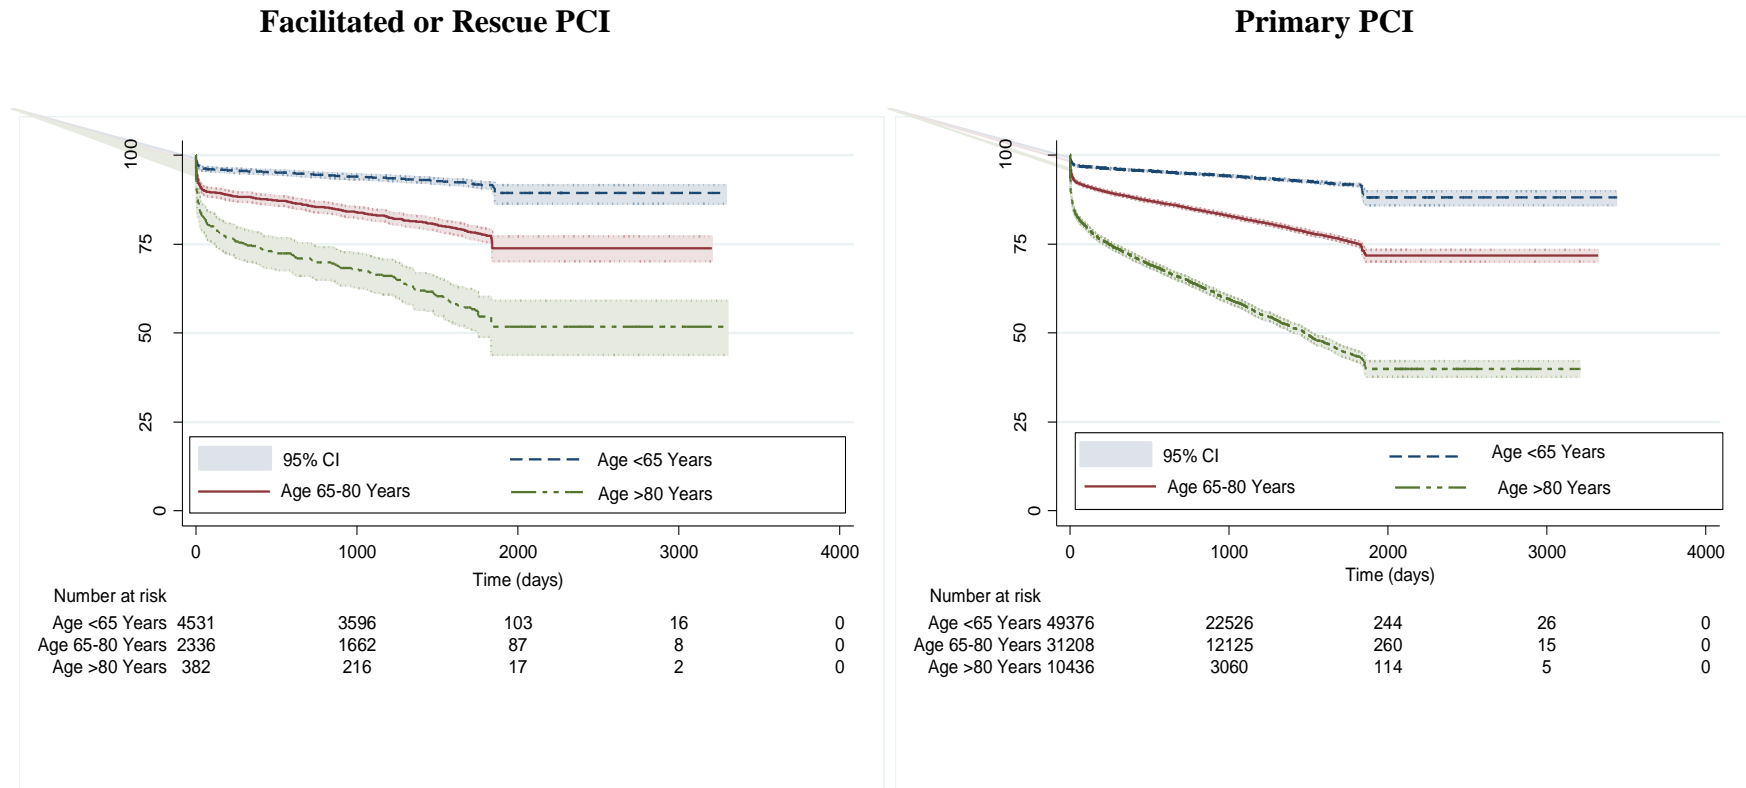 Facilitated or Rescue PCI
100
75
50
25
0
95% CI
Age <65 Years
Age 65-80 Years
Age >80 Years
0 1000 2000 3000 4000
Time (days)
Number at risk
Age <65 Years 4531 3596 103 16 0
Age 65-80 Years 2336 1662 87 8 0
Age >80 Years 382 216 17 2 0
Primary PCI
100
75
50
25
0
95% CI
Age <65 Years
Age 65-80 Years
Age >80 Years
0 1000 2000 3000 4000
Time (days)
Number at risk
Age <65 Years 49376 22526 244 26 0
Age 65-80 Years 31208 12125 260 15 0
Age >80 Years 10436 3060 114 5 0